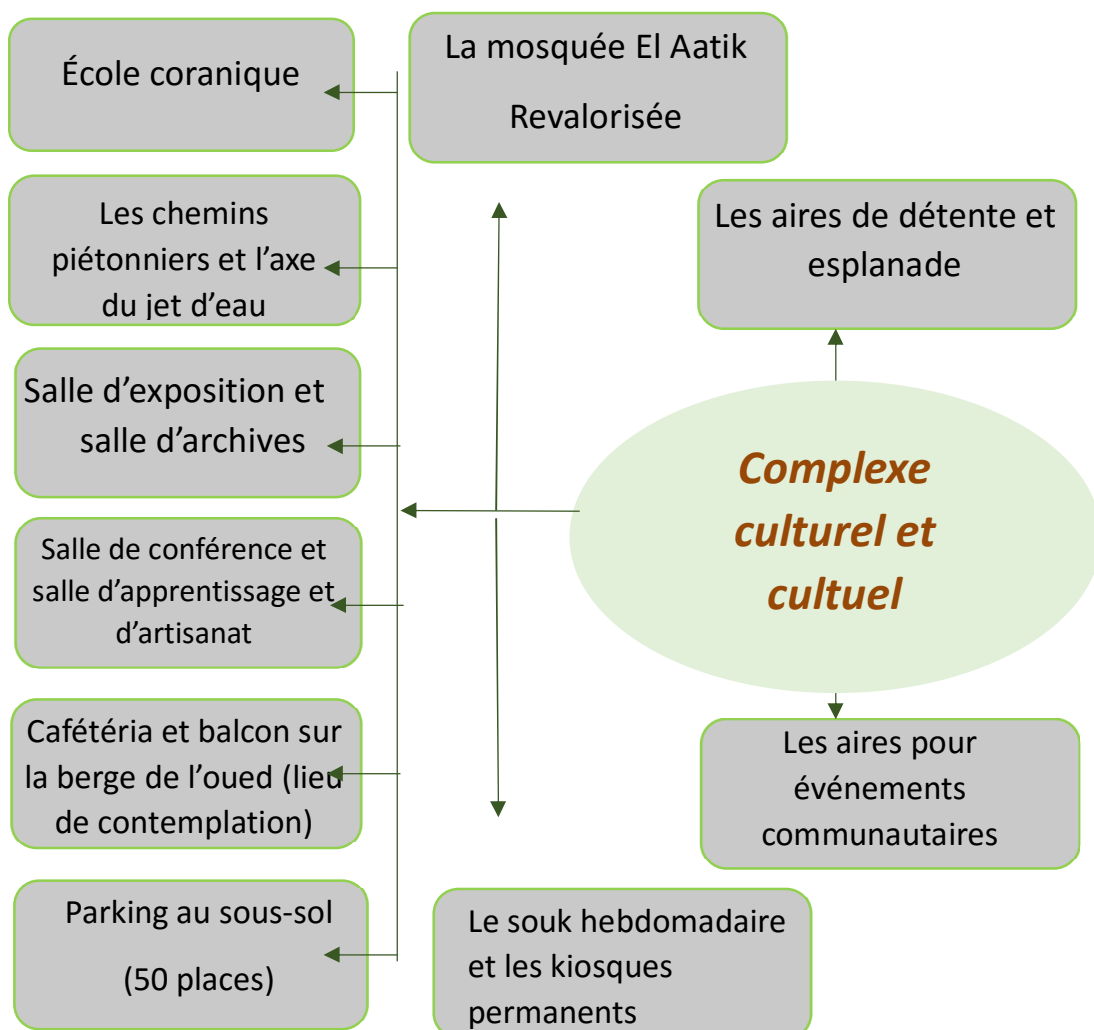 École coranique
La mosquée El Aatik
Revalorisée
Les chemins
piétonniers et l’axe
du jet d’eau
Les aires de détente et
esplanade
Salle d’exposition et
salle d’archives
Complexe
culturel et
cultuel
Salle de conférence et
salle d’apprentissage et
d’artisanat
Cafétéria et balcon sur
la berge de l’oued (lieu
de contemplation)
Les aires pour
événements
communautaires
Parking au sous-sol
(50 places)
Le souk hebdomadaire
et les kiosques
permanents